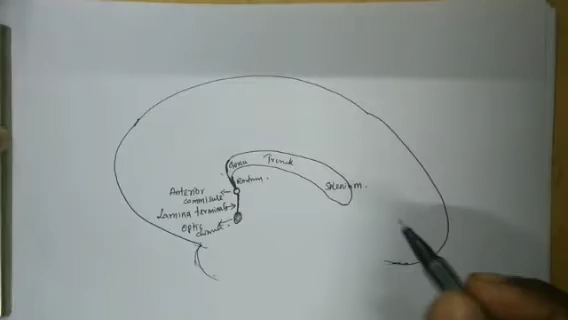 Genu
Trunk
Rostrum.
Splenium.
Anterior
commissure
Lamina terminalis
Optic
chiasma.